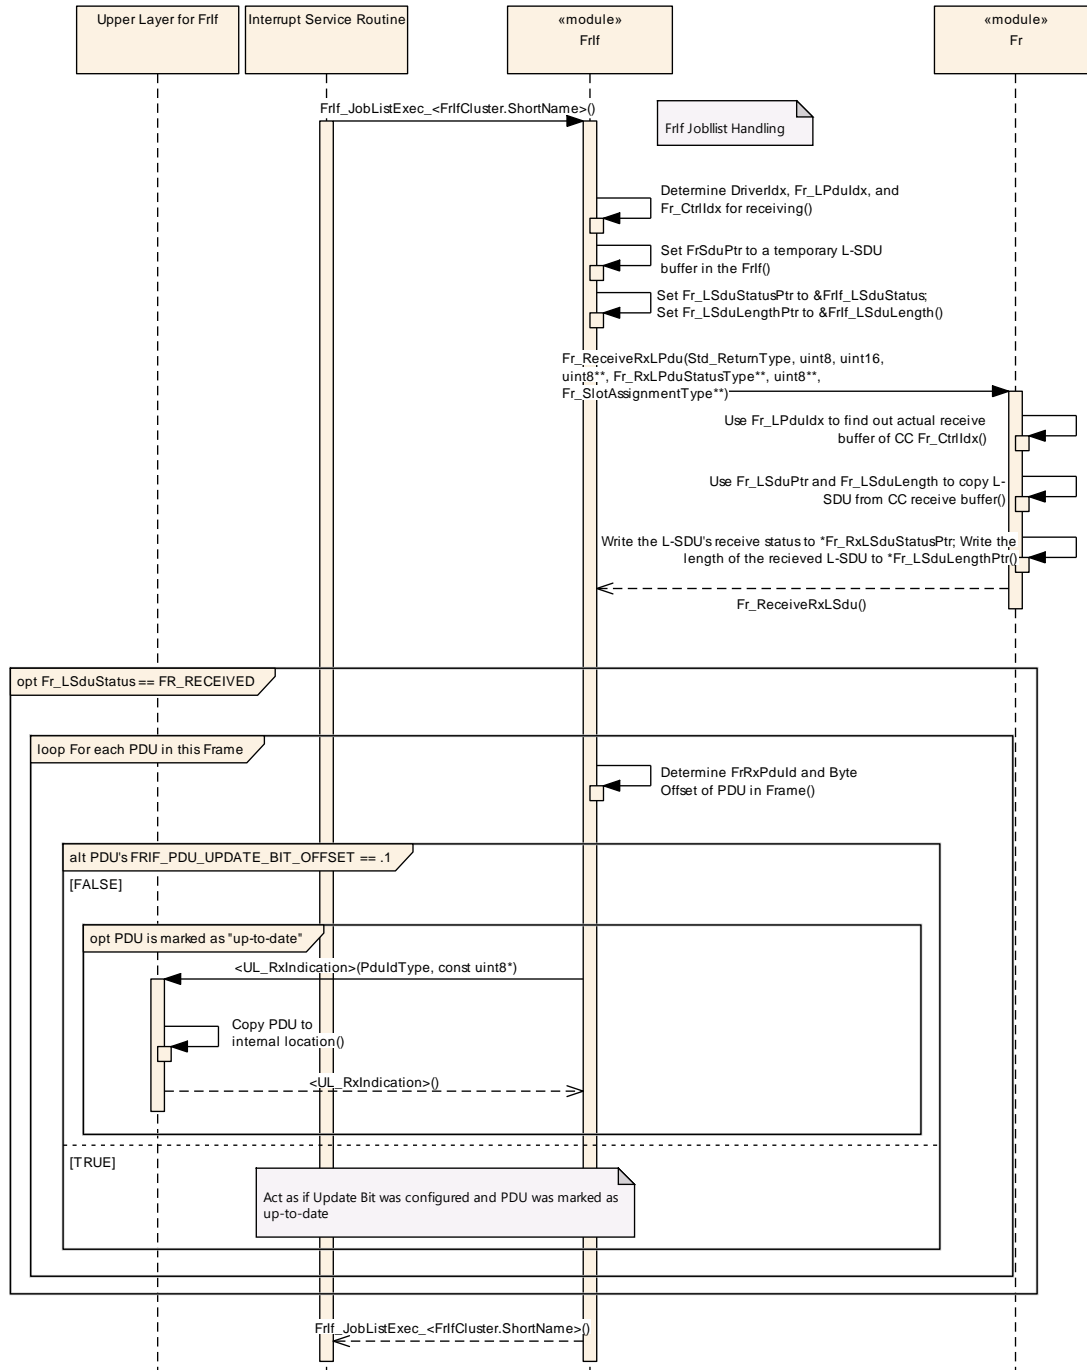 Upper Layer for FrIf
Interrupt Service Routine
«module»
FrIf
«module»
Fr
FrIf_JobListExec_<FrIfCluster.ShortName>()
FrIf Jobllist Handling
Determine DriverIdx, Fr_LPduIdx, and
Fr_CtrlIdx for receiving()
Set FrSduPtr to a temporary L-SDU
buffer in the FrIf()
Set Fr_LSduStatusPtr to &FrIf_LSduStatus;
Set Fr_LSduLengthPtr to &FrIf_LSduLength()
Fr_ReceiveRxLPdu(Std_ReturnType, uint8, uint16,
uint8**, Fr_RxLPduStatusType**, uint8**,
Fr_SlotAssignmentType**)
Use Fr_LPduIdx to find out actual receive
buffer of CC Fr_CtrlIdx()
Use Fr_LSduPtr and Fr_LSduLength to copy L-
SDU from CC receive buffer()
Write the L-SDU's receive status to *Fr_RxLSduStatusPtr; Write the
length of the recieved L-SDU to *Fr_LSduLengthPtr()
Fr_ReceiveRxLSdu()
opt Fr_LSduStatus == FR_RECEIVED
loop For each PDU in this Frame
Determine FrRxPduId and Byte
Offset of PDU in Frame()
alt PDU's FRIF_PDU_UPDATE_BIT_OFFSET == .1
[FALSE]
opt PDU is marked as "up-to-date"
<UL_RxIndication>(PduIdType, const uint8*)
Copy PDU to
internal location()
<UL_RxIndication>()
[TRUE]
Act as if Update Bit was configured and PDU was marked as
up-to-date
FrIf_JobListExec_<FrIfCluster.ShortName>()